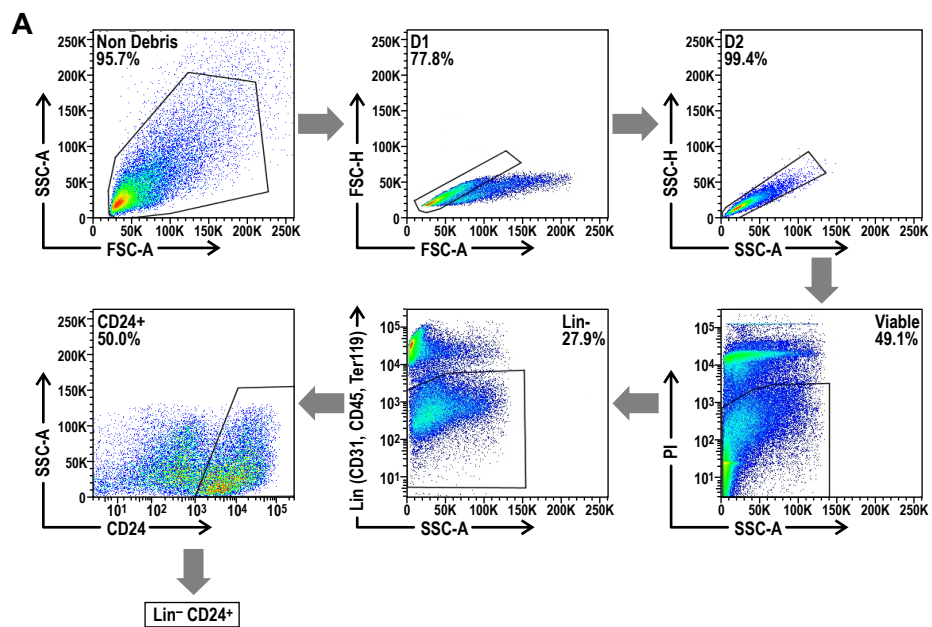 A
Non Debris
95.7%
250K
200K
150K
100K
50K
0
0 50K 100K 150K 200K 250K
SSC-A
FSC-A
D1
77.8%
250K
200K
150K
100K
50K
0
0 50K 100K 150K 200K 250K
FSC-H
FSC-A
D2
99.4%
250K
200K
150K
100K
50K
0
0 50K 100K 150K 200K 250K
SSC-H
SSC-A
CD24+
50.0%
250K
200K
150K
100K
50K
0
10¹ 10² 10³ 10⁴ 10⁵
SSC-A
CD24
Lin-
27.9%
10⁵
10⁴
10³
10²
10¹
0 50K 100K 150K 200K 250K
Lin (CD31, CD45, Ter119)
SSC-A
Viable
49.1%
10⁵
10⁴
10³
10²
10¹
0 50K 100K 150K 200K 250K
PI
SSC-A
Lin⁻ CD24⁺